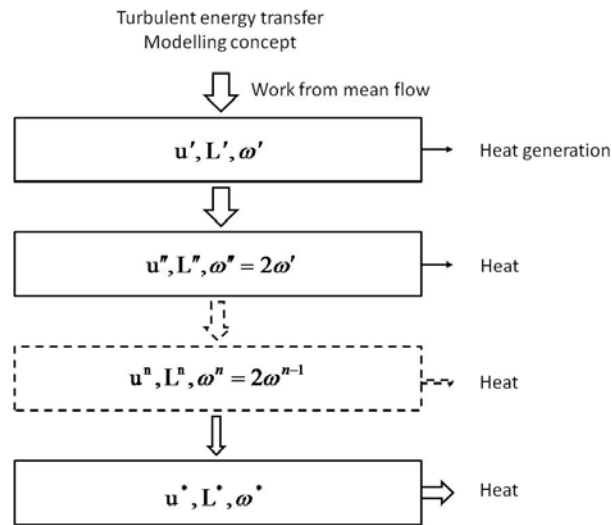 Turbulent energy transfer
Modelling concept
Work from mean flow
u′, L′, ω′
Heat generation
u″, L″, ω″ = 2ω′
Heat
uⁿ, Lⁿ, ωⁿ = 2ωⁿ⁻¹
Heat
u*, L*, ω*
Heat